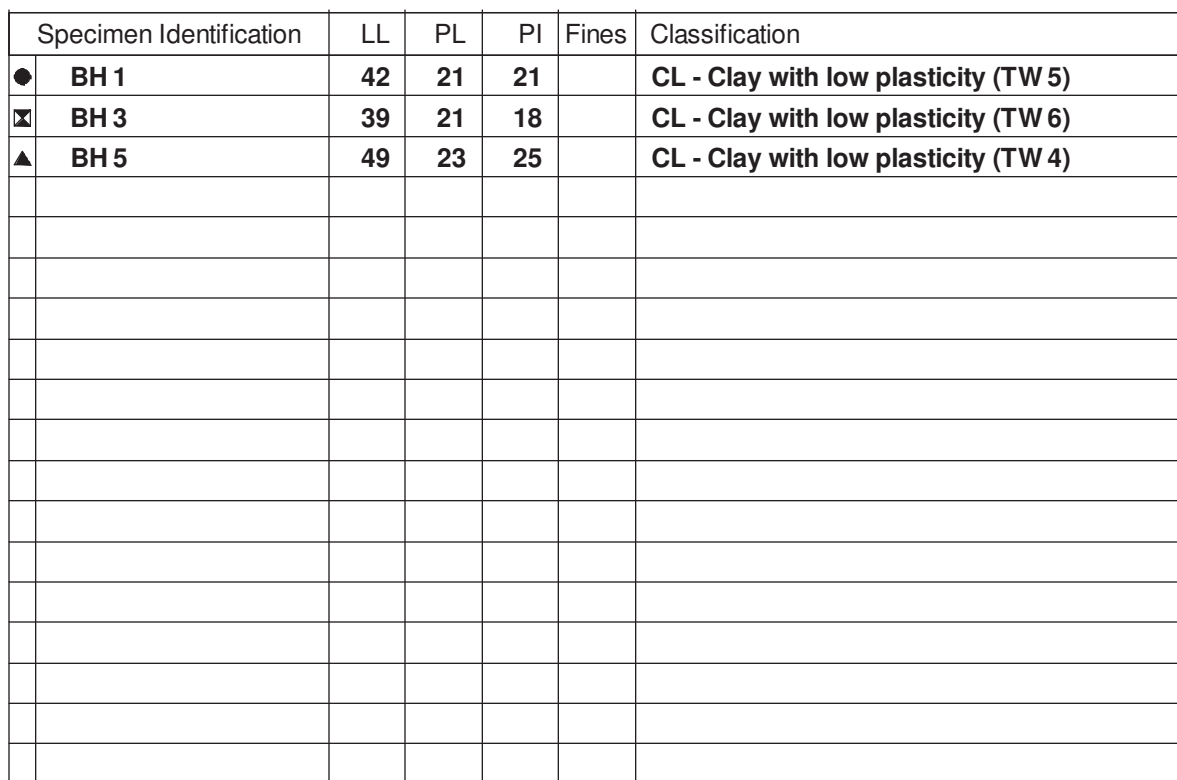 Specimen Identification LL PL PI Fines Classification
BH 1 42 21 21 CL - Clay with low plasticity (TW 5)
BH 3 39 21 18 CL - Clay with low plasticity (TW 6)
BH 5 49 23 25 CL - Clay with low plasticity (TW 4)